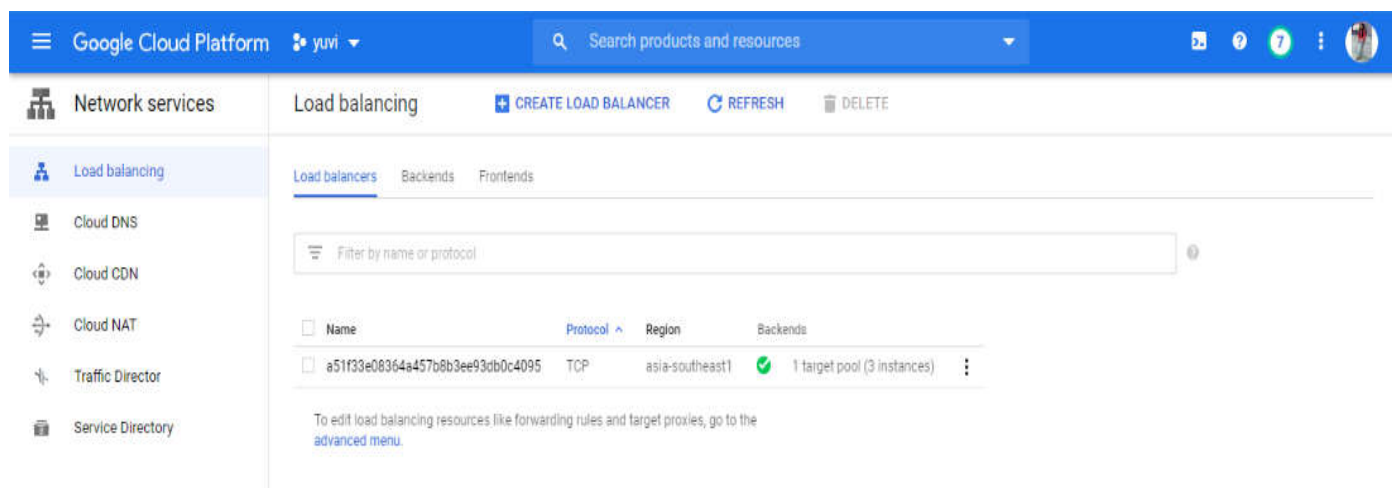 Google Cloud Platform yuvi Search products and resources 7
Network services Load balancing CREATE LOAD BALANCER REFRESH DELETE
Load balancing
Cloud DNS
Cloud CDN
Cloud NAT
Traffic Director
Service Directory
Load balancers Backends Frontends
Filter by name or protocol
Name Protocol Region Backends
a51f33e08364a457b8b3ee93db0c4095 TCP asia-southeast1 1 target pool (3 instances)
To edit load balancing resources like forwarding rules and target proxies, go to the
advanced menu.